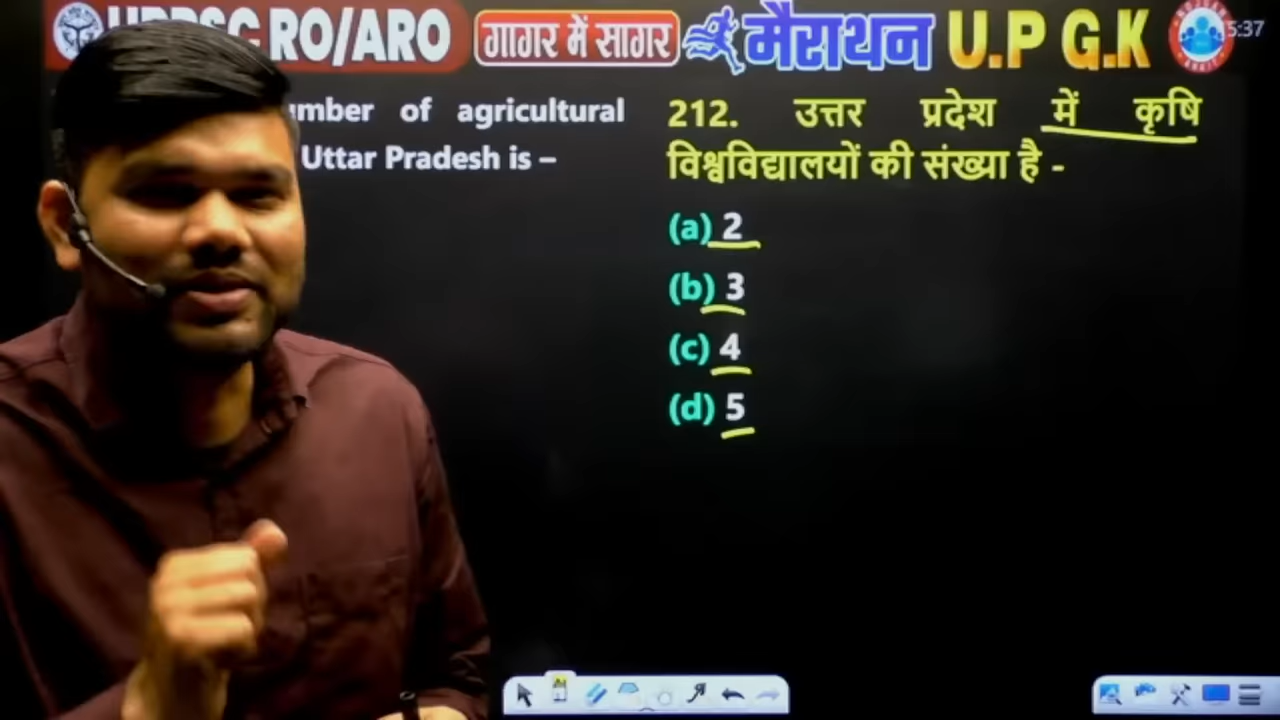 RO/ARO गागर में सागर मैराथन U.P G.K 5:37
of agricultural
Uttar Pradesh is –
212. उत्तर प्रदेश में कृषि
विश्वविद्यालयों की संख्या है -
(a) 2
(b) 3
(c) 4
(d) 5